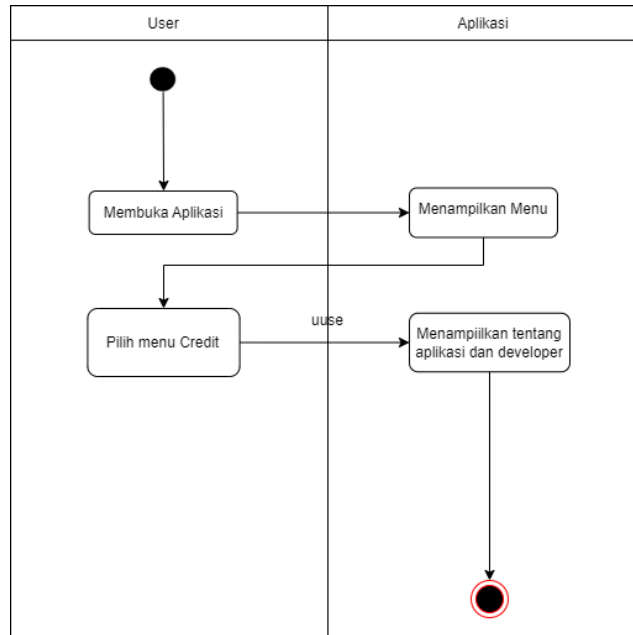 User
Aplikasi
Membuka Aplikasi
Menampilkan Menu
Pilih menu Credit
uuse
Menampiilkan tentang
aplikasi dan developer